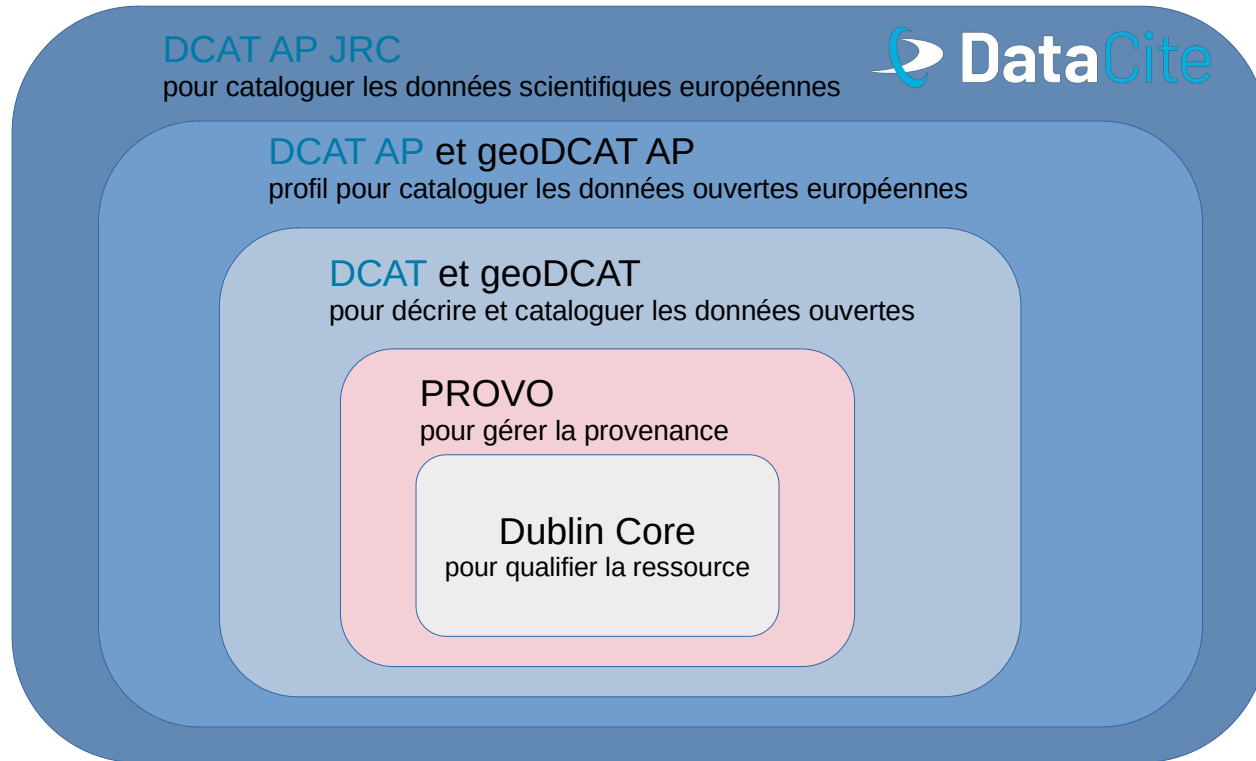 DCAT AP JRC
pour cataloguer les données scientifiques européennes
DataCite
DCAT AP et geoDCAT AP
profil pour cataloguer les données ouvertes européennes
DCAT et geoDCAT
pour décrire et cataloguer les données ouvertes
PROVO
pour gérer la provenance
Dublin Core
pour qualifier la ressource